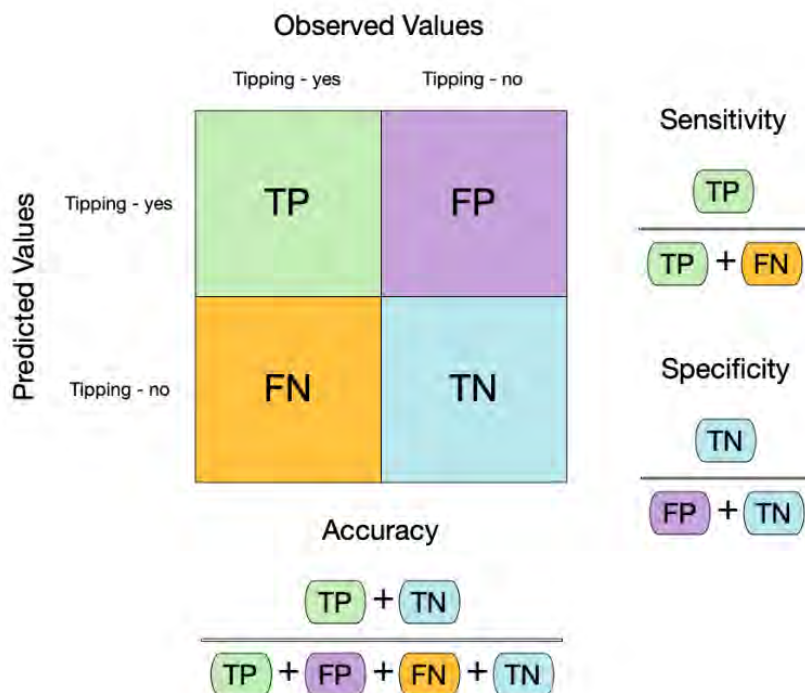 Observed Values
Tipping - yes Tipping - no
Predicted Values
Tipping - yes
TP FP
Tipping - no
FN TN
Sensitivity
TP
TP + FN
Specificity
TN
FP + TN
Accuracy
TP + TN
TP + FP + FN + TN